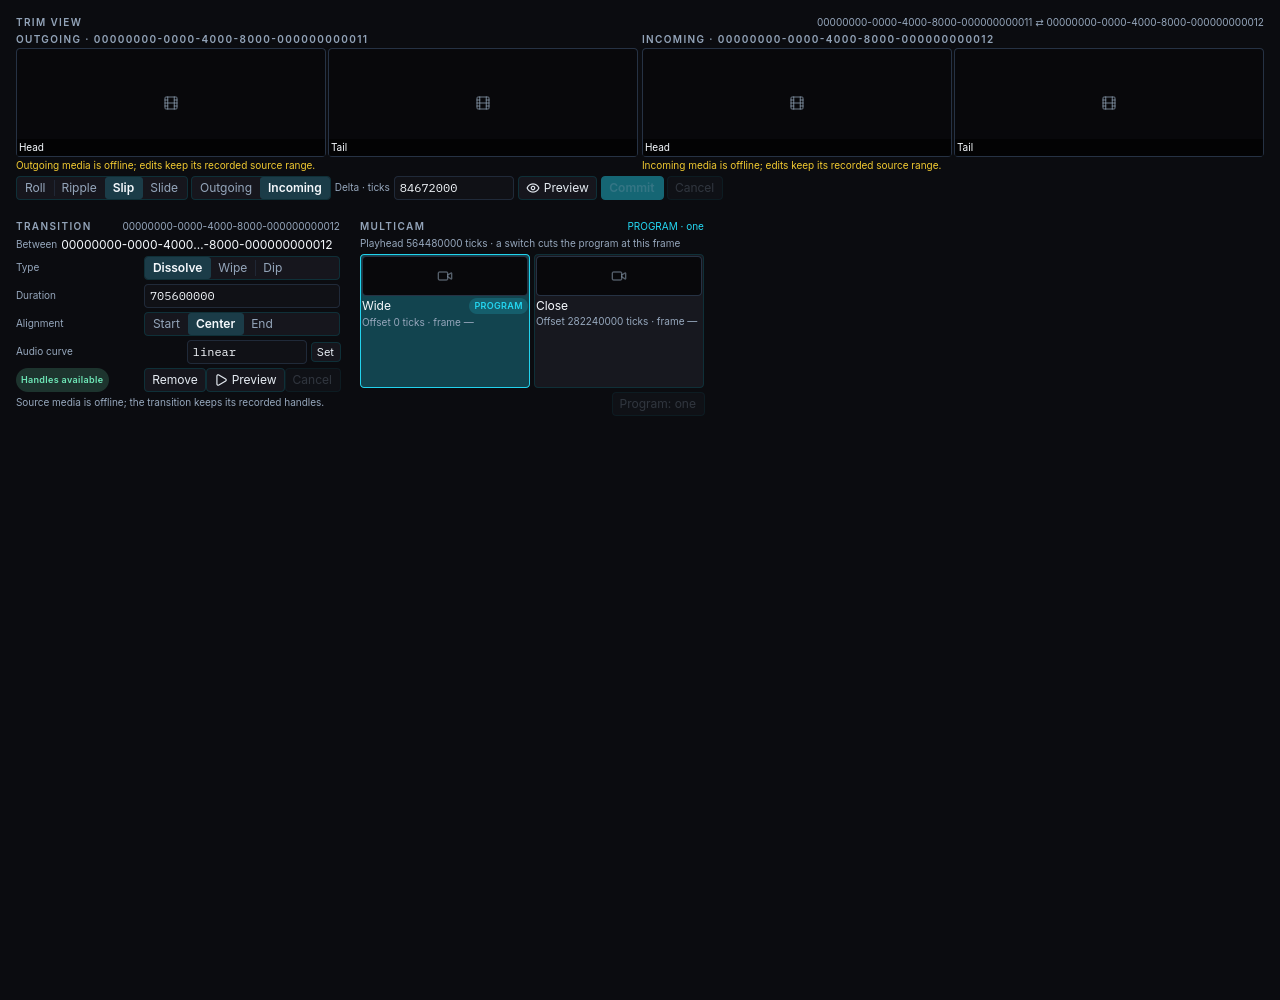 TRIM VIEW
00000000-0000-4000-8000-000000000011 ⇄ 00000000-0000-4000-8000-000000000012
OUTGOING · 00000000-0000-4000-8000-000000000011
INCOMING · 00000000-0000-4000-8000-000000000012
Head
Tail
Head
Tail
Outgoing media is offline; edits keep its recorded source range.
Incoming media is offline; edits keep its recorded source range.
Roll Ripple Slip Slide Outgoing Incoming Delta · ticks 84672000 Preview Commit Cancel
TRANSITION 00000000-0000-4000-8000-000000000012
Between 00000000-0000-4000...-8000-000000000012
Type Dissolve Wipe Dip
Duration 705600000
Alignment Start Center End
Audio curve linear Set
Handles available Remove Preview Cancel
Source media is offline; the transition keeps its recorded handles.
MULTICAM PROGRAM · one
Playhead 564480000 ticks · a switch cuts the program at this frame
Wide PROGRAM
Offset 0 ticks · frame —
Close
Offset 282240000 ticks · frame —
Program: one